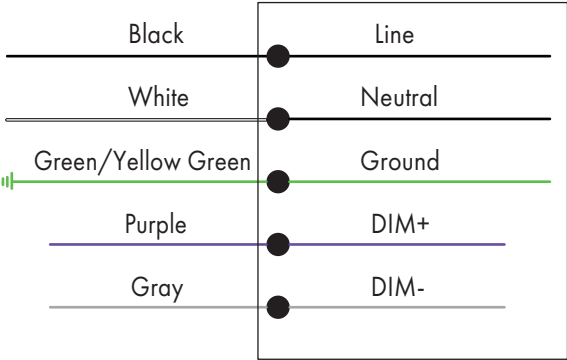 Black Line
White Neutral
Green/Yellow Green Ground
Purple DIM+
Gray DIM-